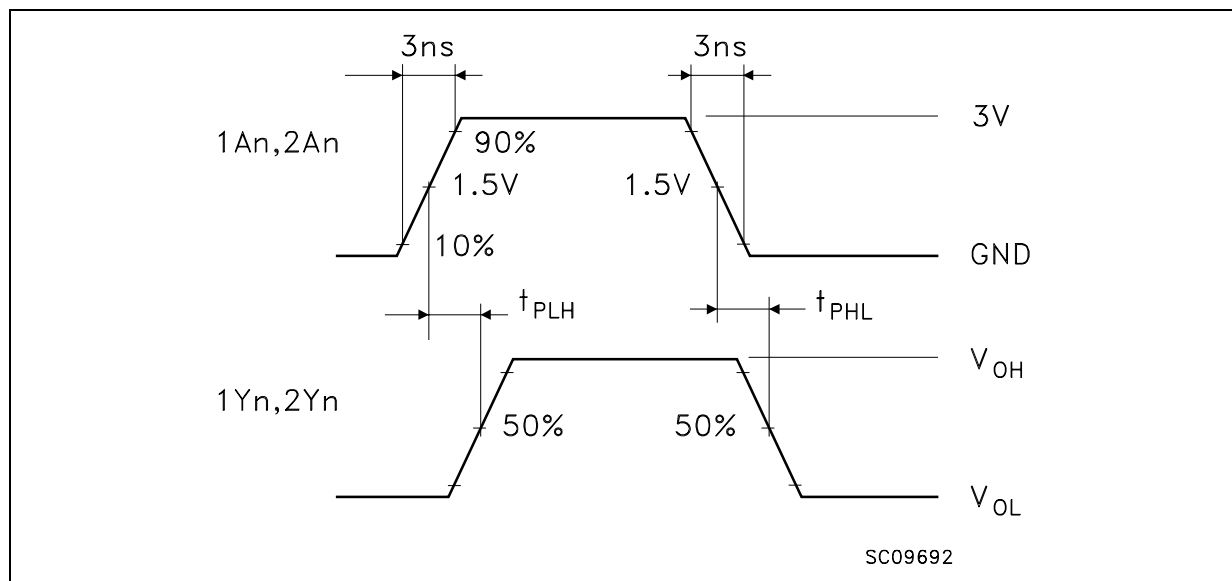 3ns 3ns
3V
1An,2An
90%
1.5V 1.5V
10%
GND
tPLH tPHL
VOH
1Yn,2Yn
50% 50%
VOL
SC09692